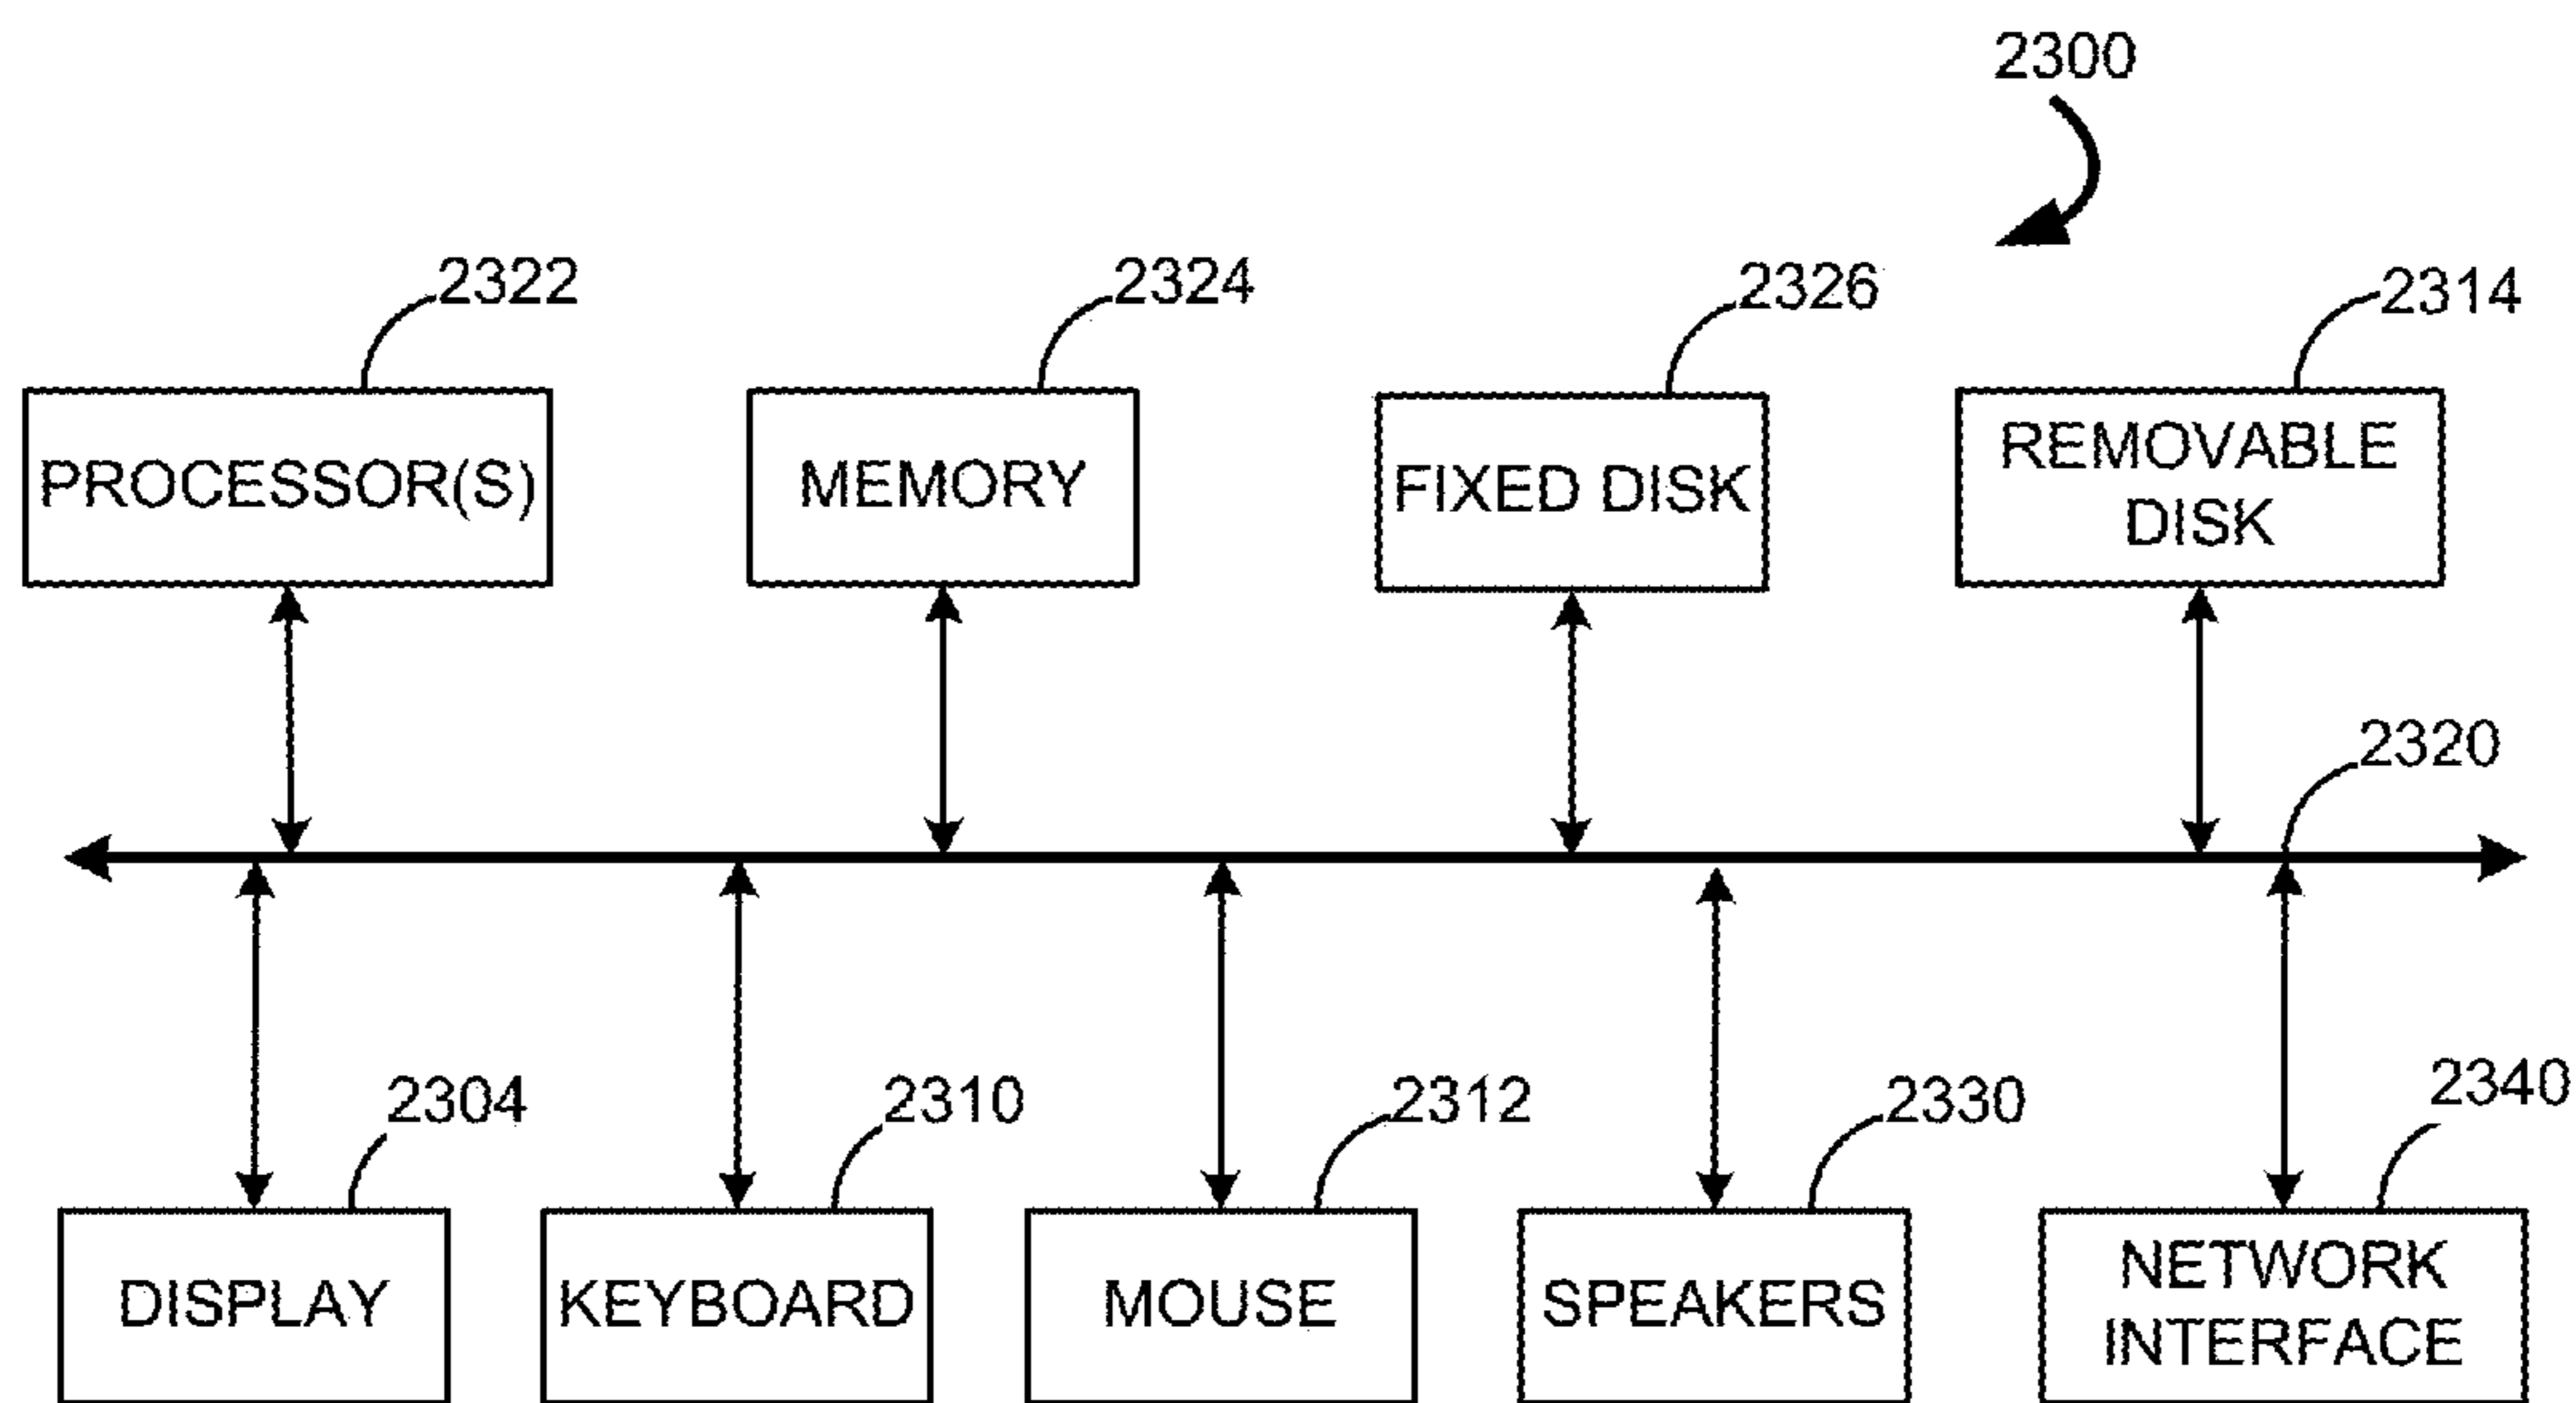 2300
2322
2324
2326
2314
PROCESSOR(S)
MEMORY
FIXED DISK
REMOVABLE
DISK
2320
2304
2310
2312
2330
2340
DISPLAY
KEYBOARD
MOUSE
SPEAKERS
NETWORK
INTERFACE